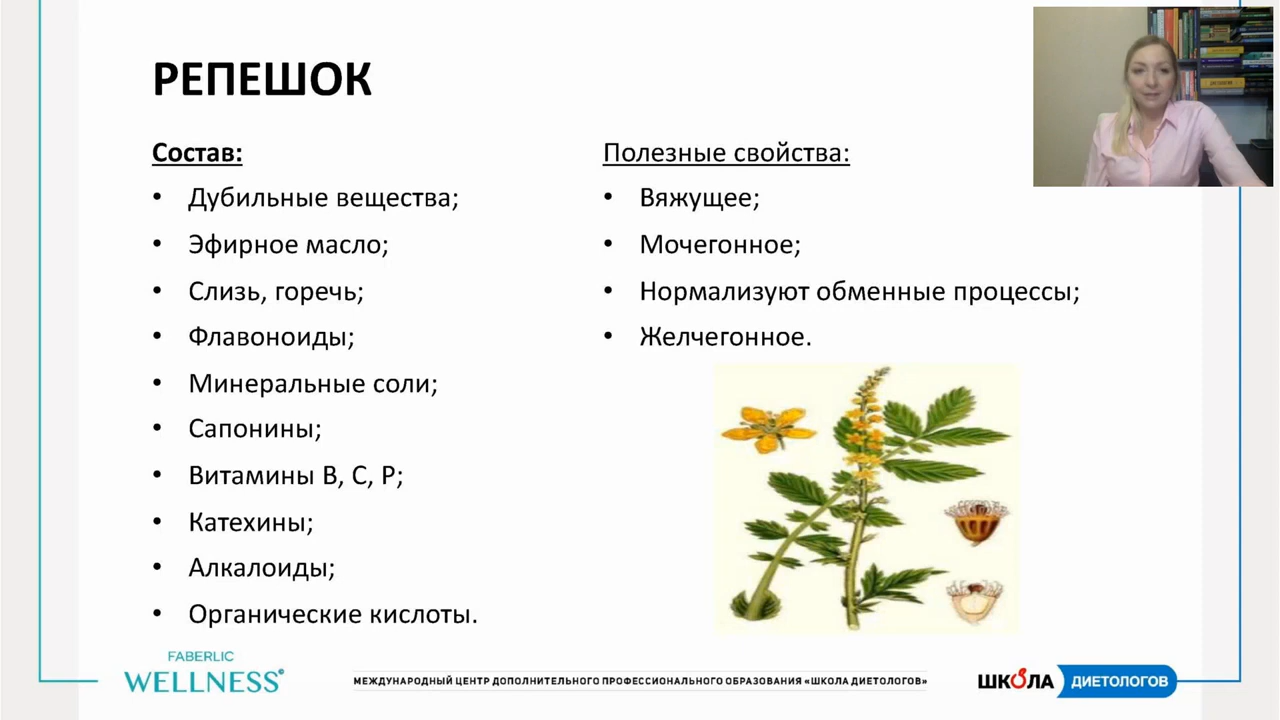 РЕПЕШОК
Состав:
• Дубильные вещества;
• Эфирное масло;
• Слизь, горечь;
• Флавоноиды;
• Минеральные соли;
• Сапонины;
• Витамины В, С, Р;
• Катехины;
• Алкалоиды;
• Органические кислоты.
Полезные свойства:
• Вяжущее;
• Мочегонное;
• Нормализуют обменные процессы;
• Желчегонное.
FABERLIC
WELLNESS©
МЕЖДУНАРОДНЫЙ ЦЕНТР ДОПОЛНИТЕЛЬНОГО ПРОФЕССИОНАЛЬНОГО ОБРАЗОВАНИЯ «ШКОЛА ДИЕТОЛОГОВ»
ШКОЛА ДИЕТОЛОГОВ